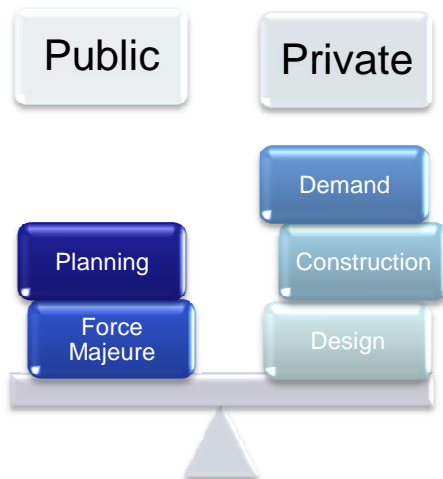 Public
Private
Demand
Planning
Construction
Force
Majeure
Design